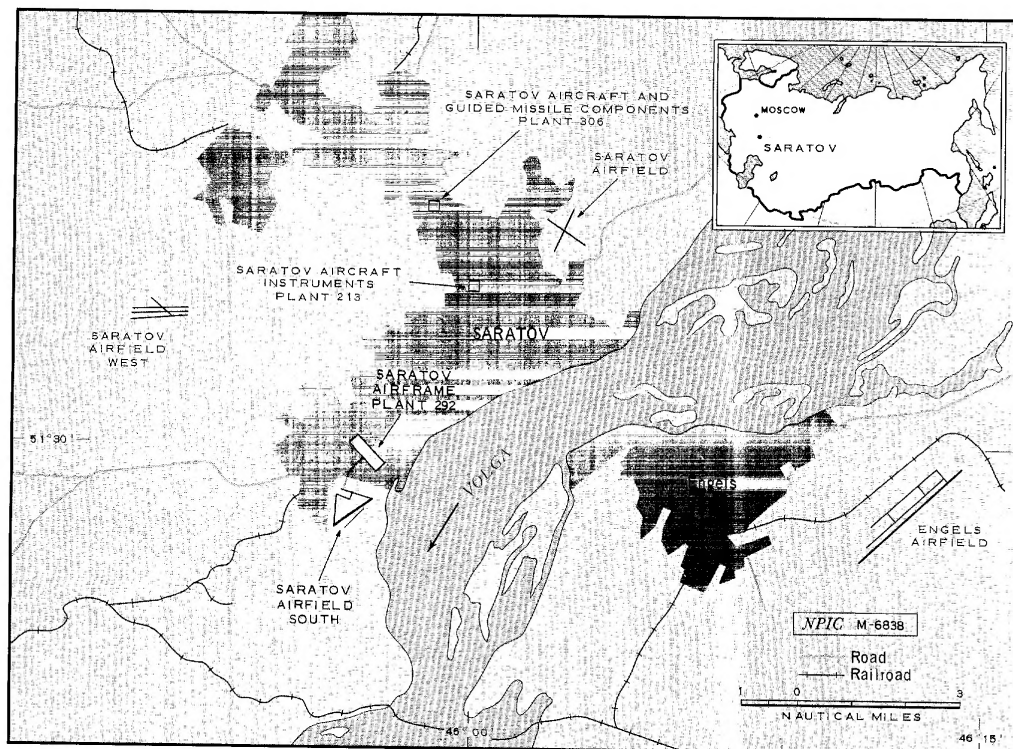 SARATOV AIRCRAFT AND
GUIDED MISSILE COMPONENTS
PLANT 306
SARATOV
AIRFIELD
MOSCOW
SARATOV
SARATOV AIRCRAFT
INSTRUMENTS
PLANT 213
SARATOV
AIRFIELD
WEST
SARATOV
SARATOV
AIRFRAME
PLANT 292
51°30'
VOLGA
Engels
ENGELS
AIRFIELD
SARATOV
AIRFIELD
SOUTH
NPIC M-6838
Road
Railroad
1 0 3
NAUTICAL MILES
46°00'
46°15'